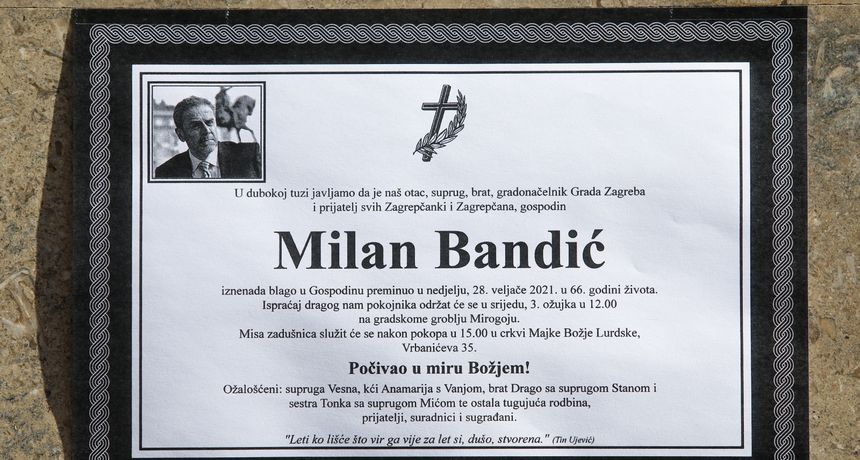 U dubokoj tuzi javljamo da je naš otac, suprug, brat, gradonačelnik Grada Zagreba
i prijatelj svih Zagrepčanki i Zagrepčana, gospodin
Milan Bandić
iznenada blago u Gospodinu preminuo u nedjelju, 28. veljače 2021. u 66. godini života.
Ispraćaj dragog nam pokojnika održat će se u srijedu, 3. ožujka u 12.00
na gradskome groblju Mirogoju.
Misa zadušnica služit će se nakon pokopa u 15.00 u crkvi Majke Božje Lurdske,
Vrbanićeva 35.
Počivao u miru Božjem!
Ožalošćeni: supruga Vesna, kći Anamarija s Vanjom, brat Drago sa suprugom Stanom i
sestra Tonka sa suprugom Mićom te ostala tugujuća rodbina,
prijatelji, suradnici i sugrađani.
"Leti ko lišće što vir ga vije za let si, dušo, stvorena." (Tin Ujević)